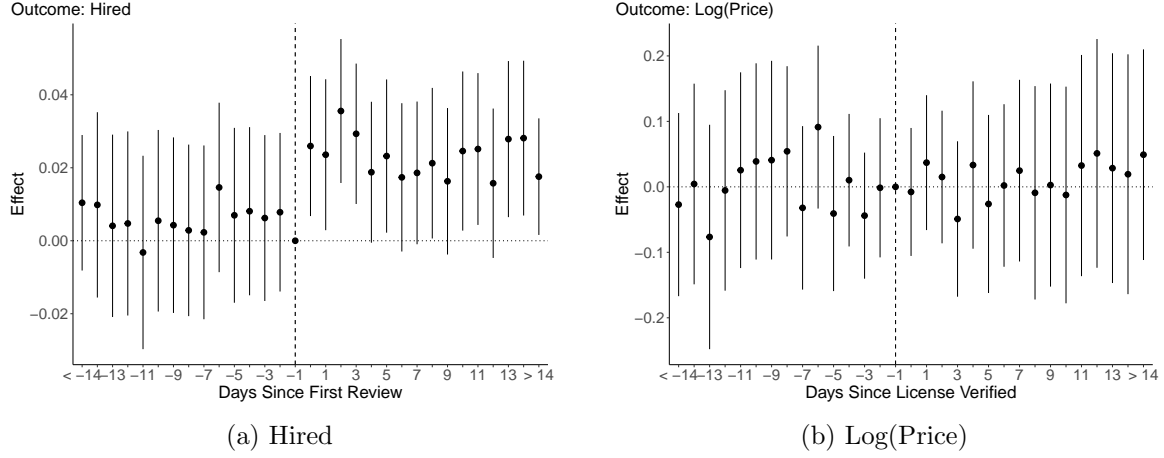 Outcome: Hired
0.04
0.02
0.00
−0.02
Effect
< −14 −13 −11 −9 −7 −5 −3 −1 1 3 5 7 9 11 13 > 14
Days Since First Review
(a) Hired
Outcome: Log(Price)
0.2
0.1
0.0
−0.1
−0.2
Effect
< −14 −13 −11 −9 −7 −5 −3 −1 1 3 5 7 9 11 13 > 14
Days Since License Verified
(b) Log(Price)